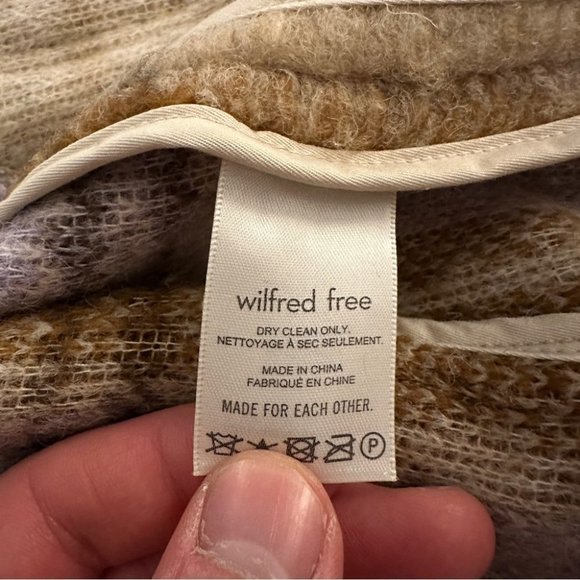 wilfred free
DRY CLEAN ONLY.
NETTOYAGE À SEC SEULEMENT.
MADE IN CHINA
FABRIQUÉ EN CHINE
MADE FOR EACH OTHER.
P